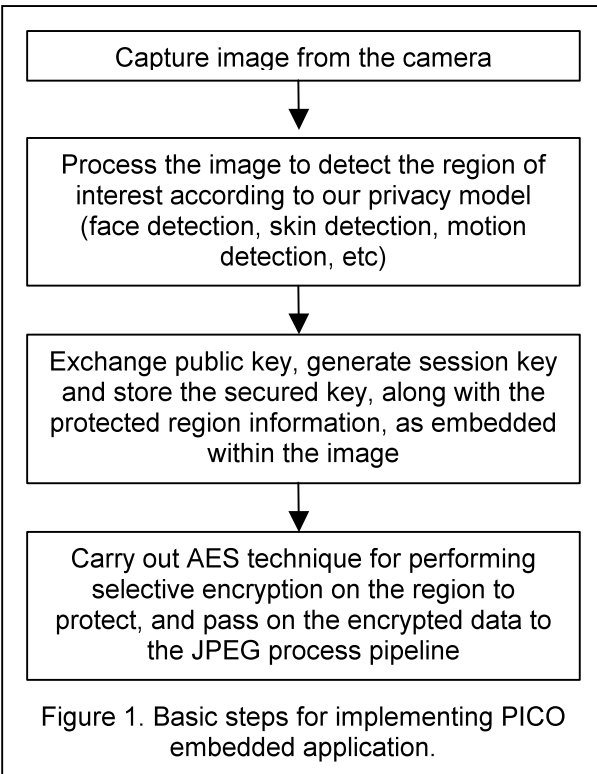 Capture image from the camera
Process the image to detect the region of
interest according to our privacy model
(face detection, skin detection, motion
detection, etc)
Exchange public key, generate session key
and store the secured key, along with the
protected region information, as embedded
within the image
Carry out AES technique for performing
selective encryption on the region to
protect, and pass on the encrypted data to
the JPEG process pipeline
Figure 1. Basic steps for implementing PICO
embedded application.